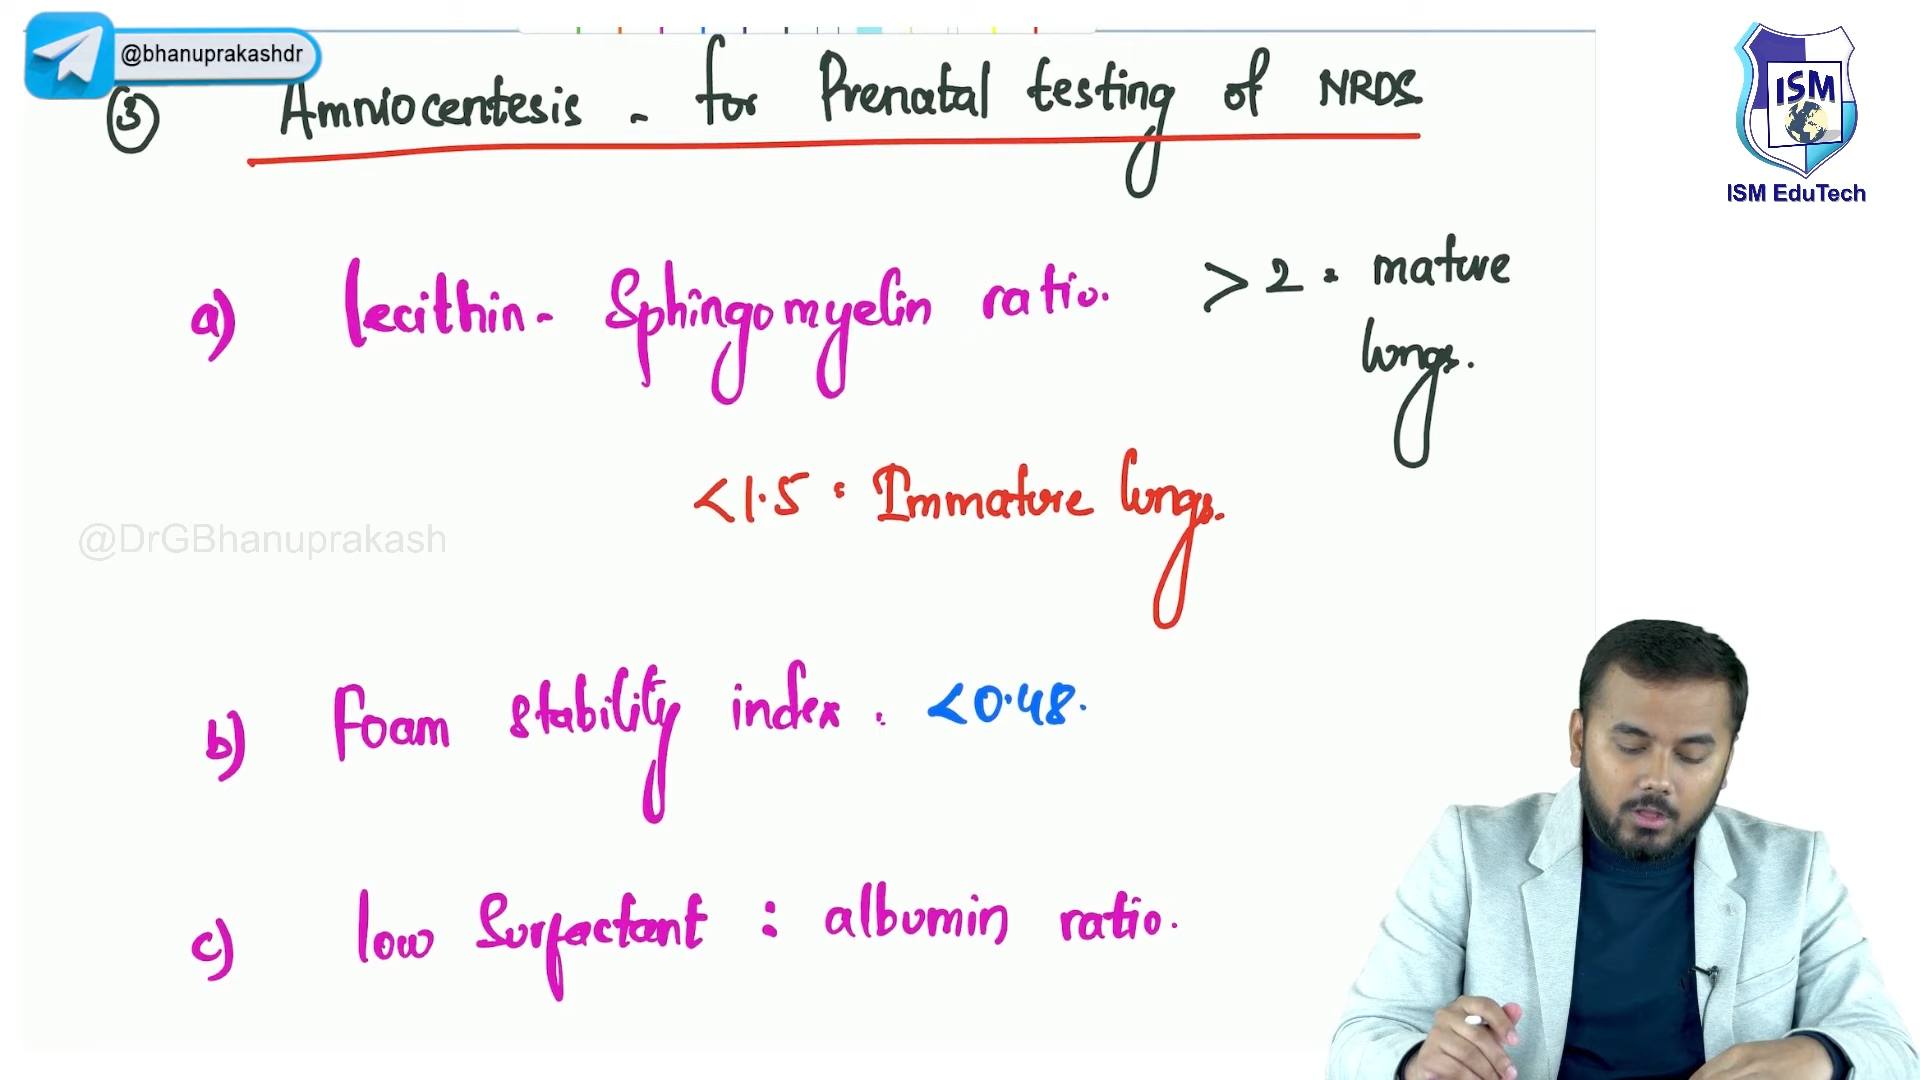 @bhanuprakashdr
③ Amniocentesis - for Prenatal testing of NRDS
ISM
ISM EduTech
a) Lecithin - Sphingomyelin ratio. > 2 = mature
lungs.
<1.5 = Immature lungs.
@DrGBhanuprakash
b) Foam stability index : <0.48.
c) low Surfactant : albumin ratio.